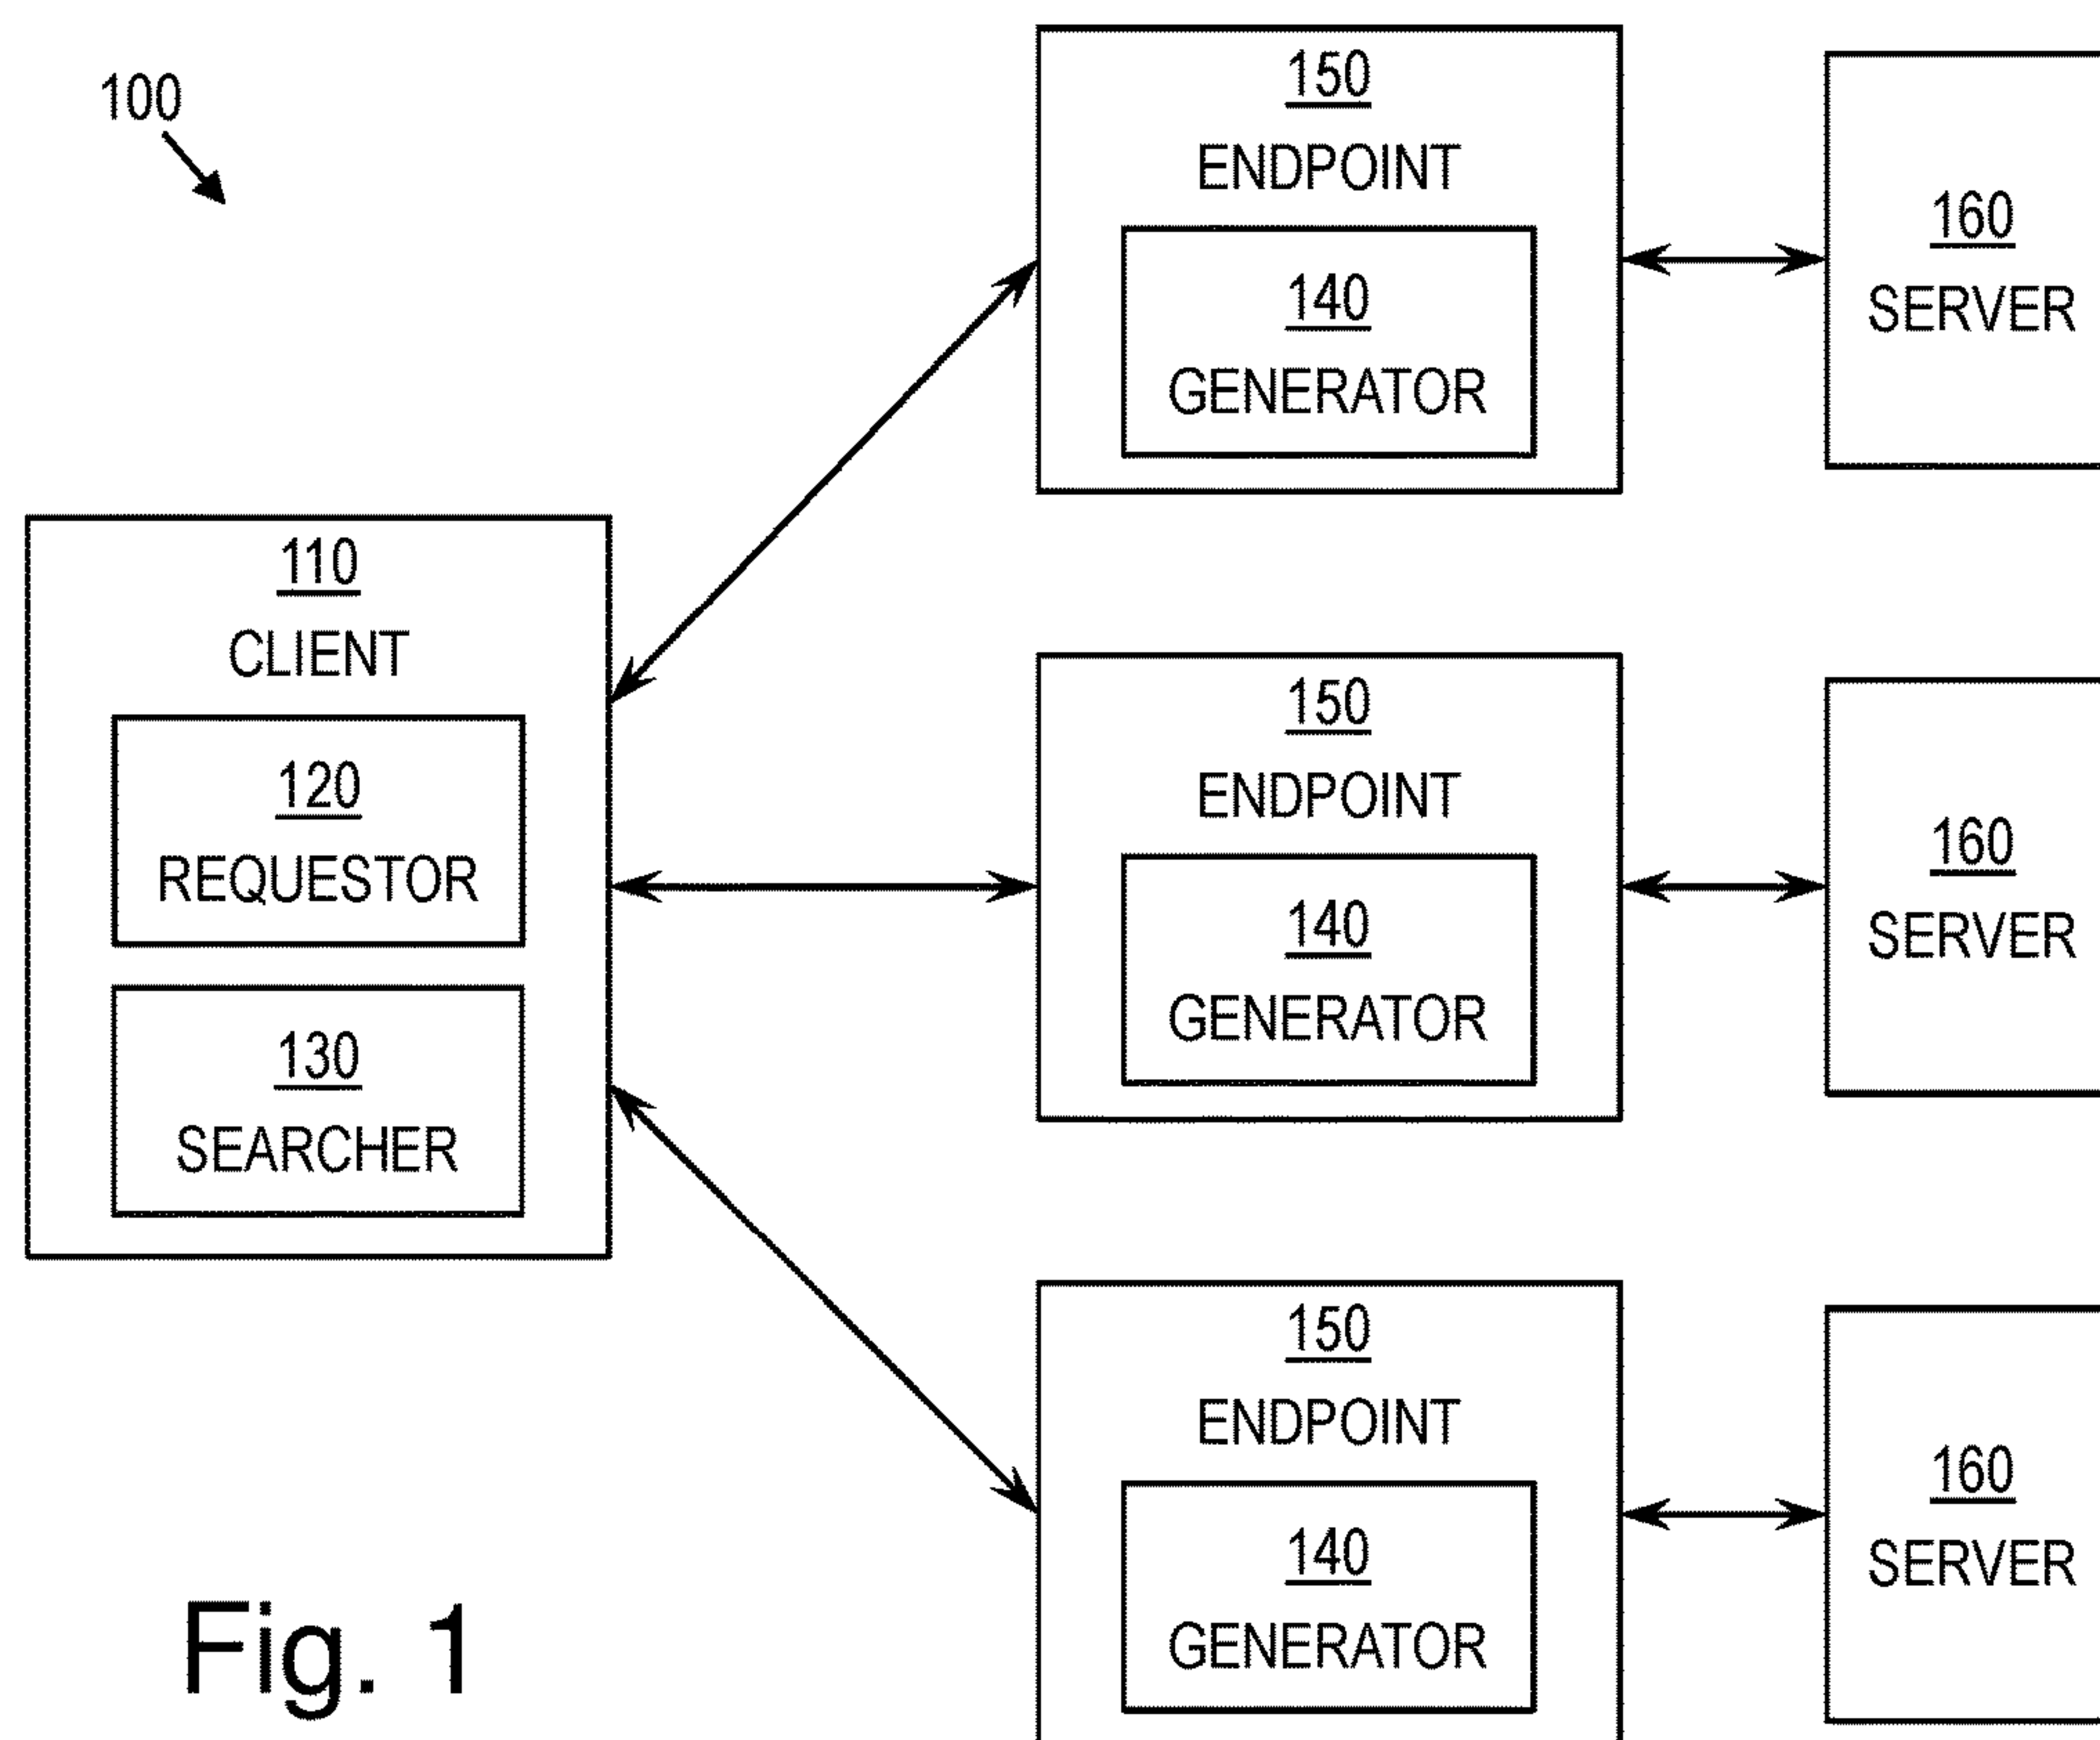 100
150
ENDPOINT
140
GENERATOR
160
SERVER
110
CLIENT
120
REQUESTOR
130
SEARCHER
150
ENDPOINT
140
GENERATOR
160
SERVER
150
ENDPOINT
140
GENERATOR
160
SERVER
Fig. 1